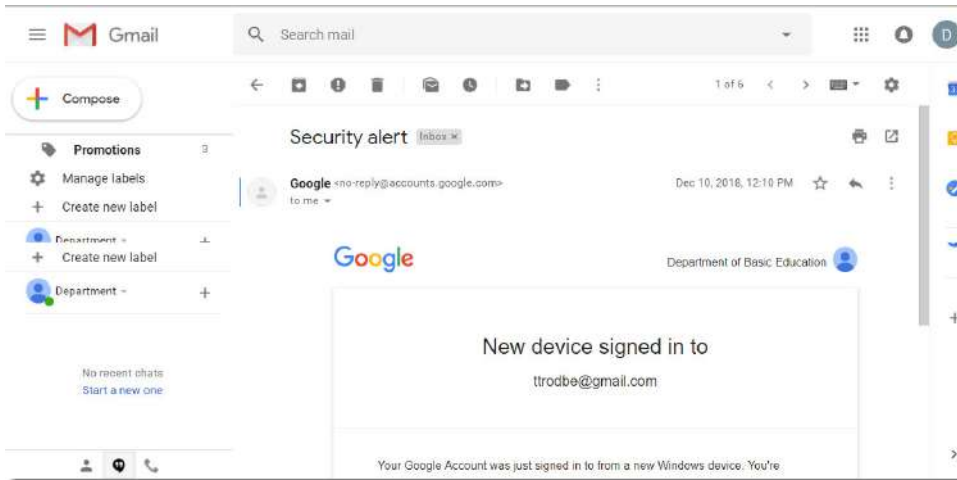 Gmail
Search mail
D
Compose
1 of 6
Promotions 3
Manage labels
Create new label
Department
Create new label
Department
No recent chats
Start a new one
Security alert Inbox ×
Google <no-reply@accounts.google.com>
Dec 10, 2018, 12:10 PM
to me
Google
Department of Basic Education
New device signed in to
ttrodbe@gmail.com
Your Google Account was just signed in to from a new Windows device. You're